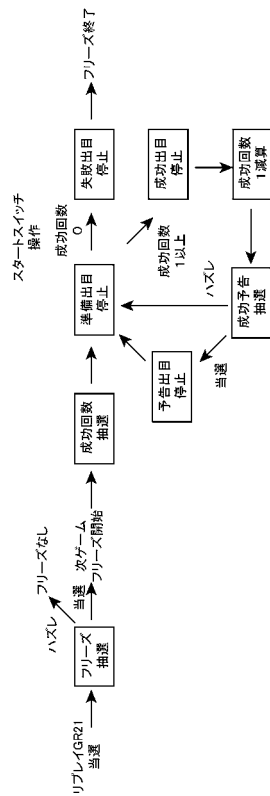 リプレイGR21
当選
フリーズ
抽選
ハズレ
フリーズなし
当選
次ゲーム
フリーズ開始
成功回数
抽選
準備出目
停止
スタートスイッチ
操作
成功回数
0
失敗出目
停止
フリーズ終了
成功回数
1以上
成功出目
停止
成功回数
1減算
成功予告
抽選
ハズレ
当選
予告出目
停止